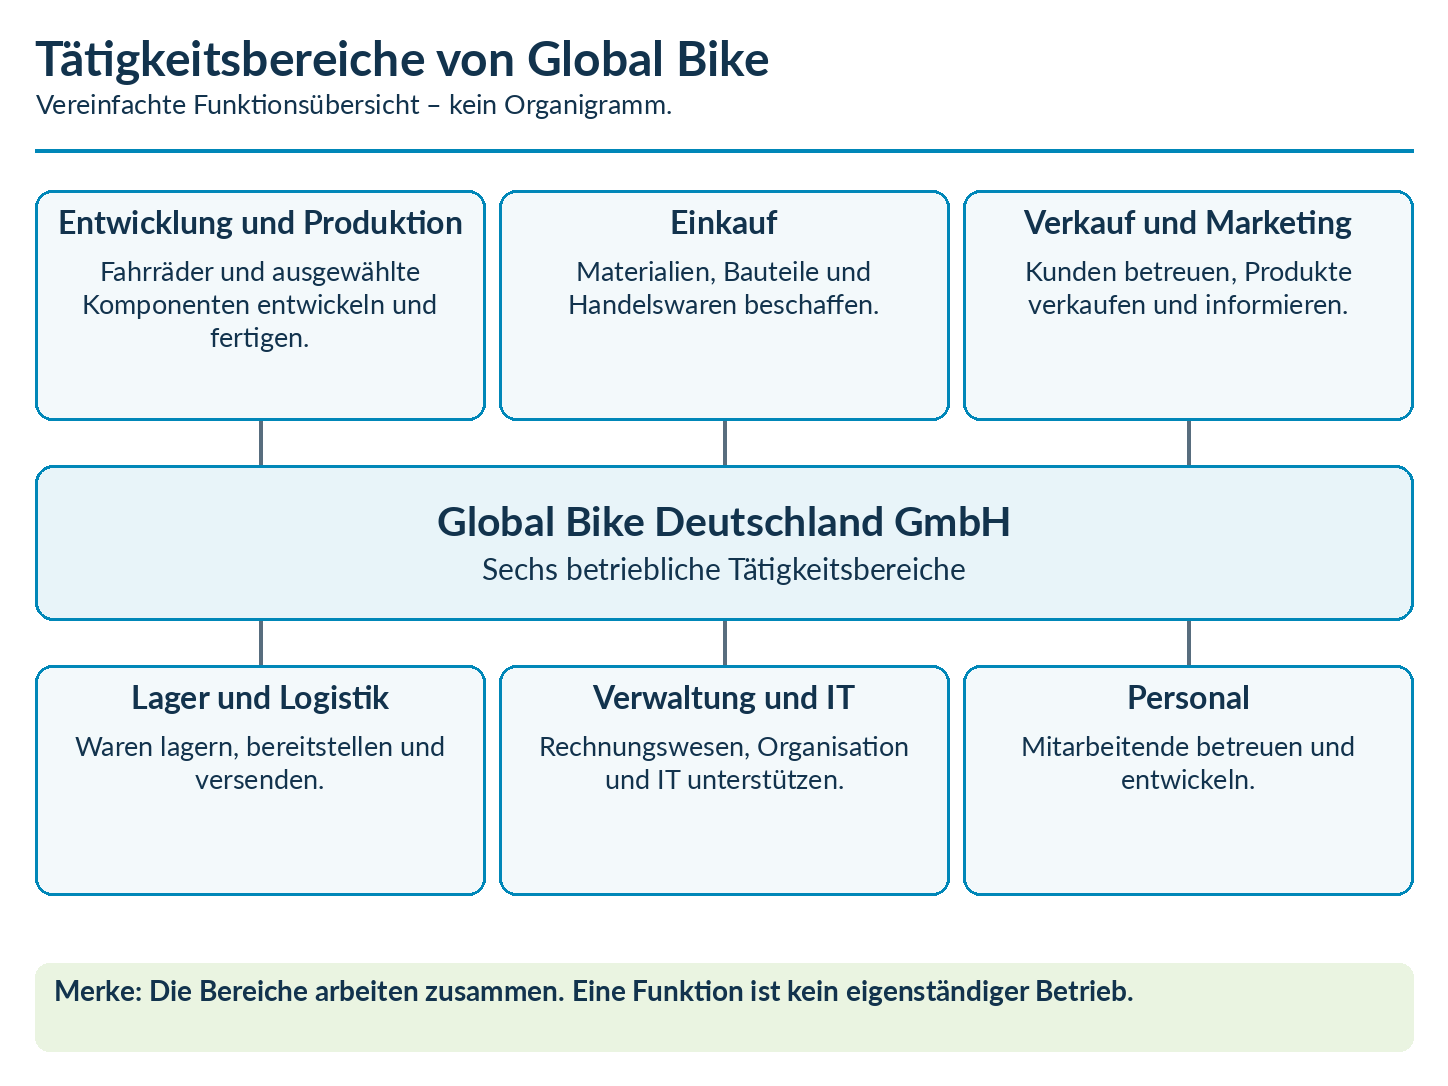 Tätigkeitsbereiche von Global Bike
Vereinfachte Funktionsübersicht – kein Organigramm.
Entwicklung und Produktion
Fahrräder und ausgewählte
Komponenten entwickeln und
fertigen.
Einkauf
Materialien, Bauteile und
Handelswaren beschaffen.
Verkauf und Marketing
Kunden betreuen, Produkte
verkaufen und informieren.
Global Bike Deutschland GmbH
Sechs betriebliche Tätigkeitsbereiche
Lager und Logistik
Waren lagern, bereitstellen und
versenden.
Verwaltung und IT
Rechnungswesen, Organisation
und IT unterstützen.
Personal
Mitarbeitende betreuen und
entwickeln.
Merke: Die Bereiche arbeiten zusammen. Eine Funktion ist kein eigenständiger Betrieb.